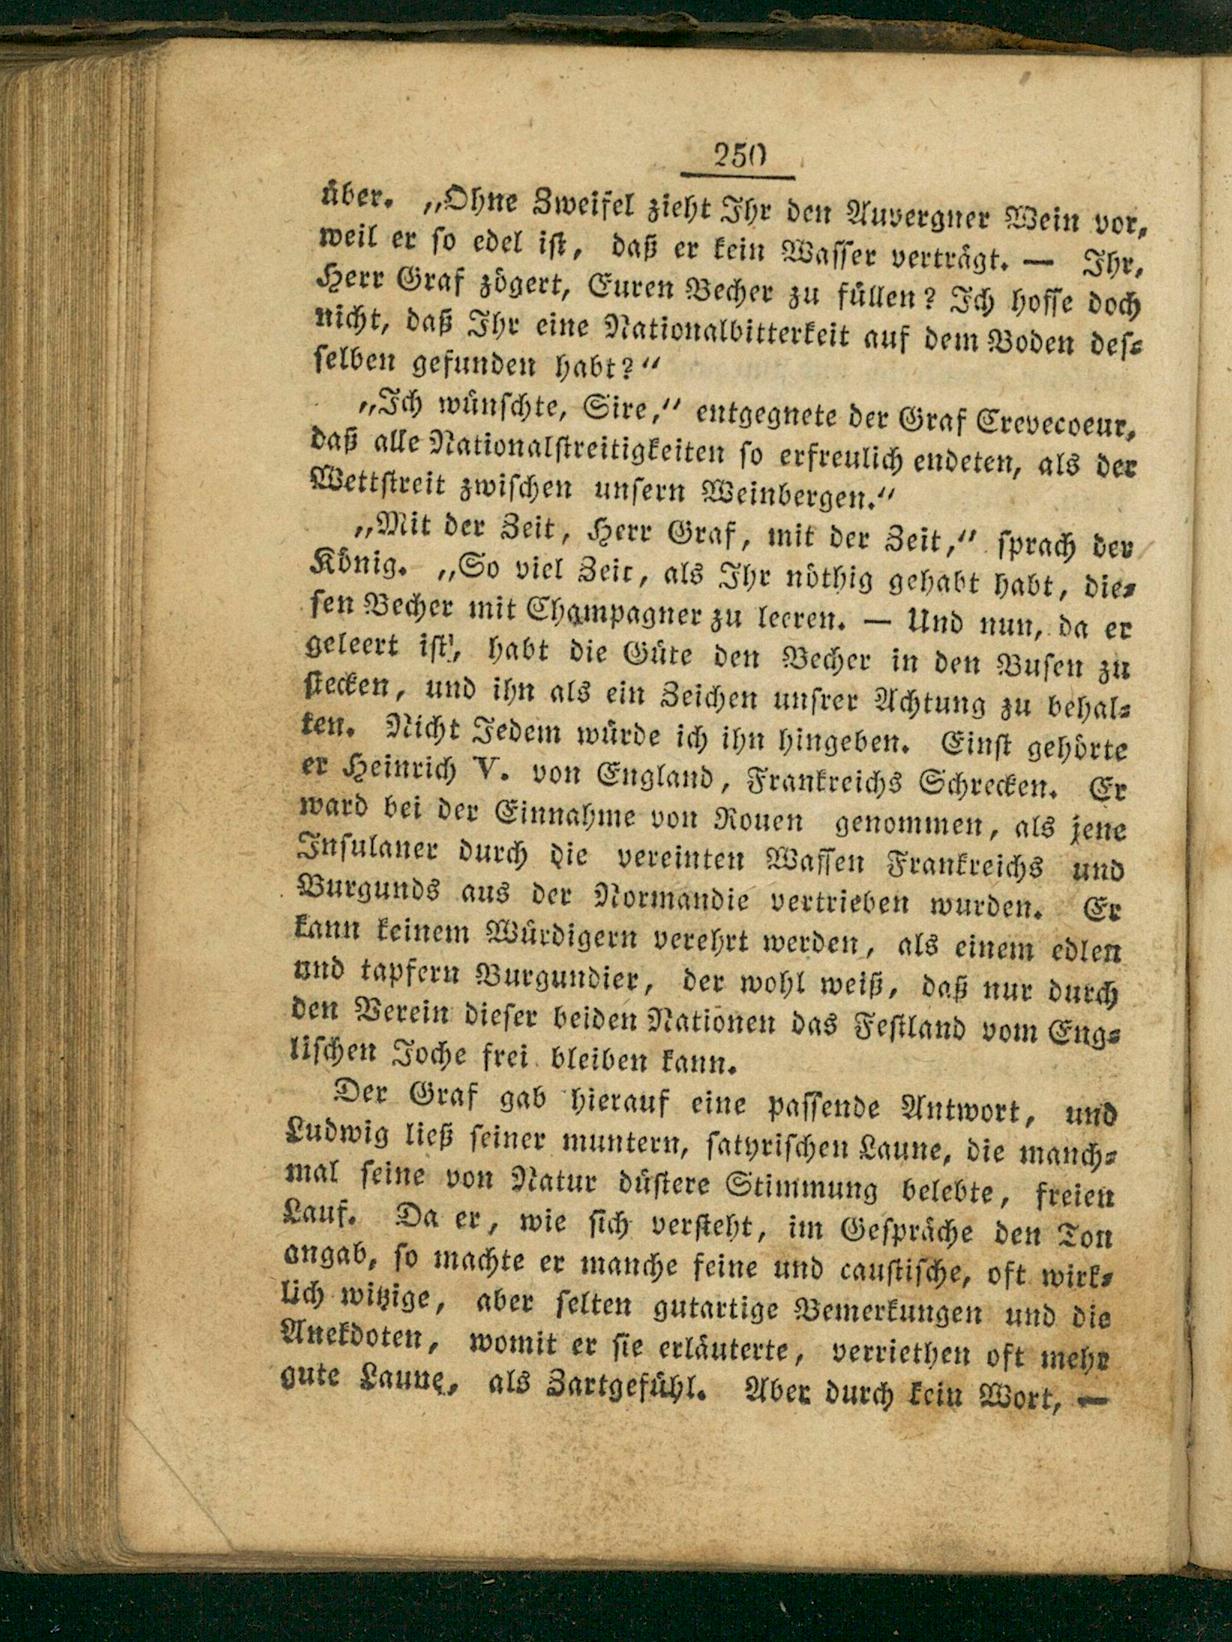 250
über. „Ohne Zweifel zieht Ihr den Auvergner Wein vor,
weil er so edel ist, daß er kein Wasser verträgt. — Ihr,
Herr Graf zögert, Euren Becher zu füllen? Ich hoffe doch
nicht, daß Ihr eine Nationalbitterkeit auf dem Boden des-
selben gefunden habt?“
„Ich wünschte, Sire,“ entgegnete der Graf Crevecoeur,
daß alle Nationalstreitigkeiten so erfreulich endeten, als der
Wettstreit zwischen unsern Weinbergen.“
„Mit der Zeit, Herr Graf, mit der Zeit,“ sprach der
König. „So viel Zeit, als Ihr nöthig gehabt habt, die-
sen Becher mit Champagner zu leeren. — Und nun, da er
geleert ist', habt die Güte den Becher in den Busen zu
stecken, und ihn als ein Zeichen unsrer Achtung zu behal-
ten. Nicht Jedem würde ich ihn hingeben. Einst gehörte
er Heinrich V. von England, Frankreichs Schrecken. Er
ward bei der Einnahme von Rouen genommen, als jene
Insulaner durch die vereinten Waffen Frankreichs und
Burgunds aus der Normandie vertrieben wurden. Er
kann keinem Würdigern verehrt werden, als einem edlen
und tapfern Burgundier, der wohl weiß, daß nur durch
den Verein dieser beiden Nationen das Festland vom Eng-
lischen Joche frei bleiben kann.
Der Graf gab hierauf eine passende Antwort, und
Ludwig ließ seiner muntern, satyrischen Laune, die manch-
mal seine von Natur düstere Stimmung belebte, freien
Lauf. Da er, wie sich versteht, im Gespräche den Ton
angab, so machte er manche feine und caustische, oft wirk-
lich witzige, aber selten gutartige Bemerkungen und die
Anekdoten, womit er sie erläuterte, verriethen oft mehr
gute Laune, als Zartgefühl. Aber durch kein Wort, —